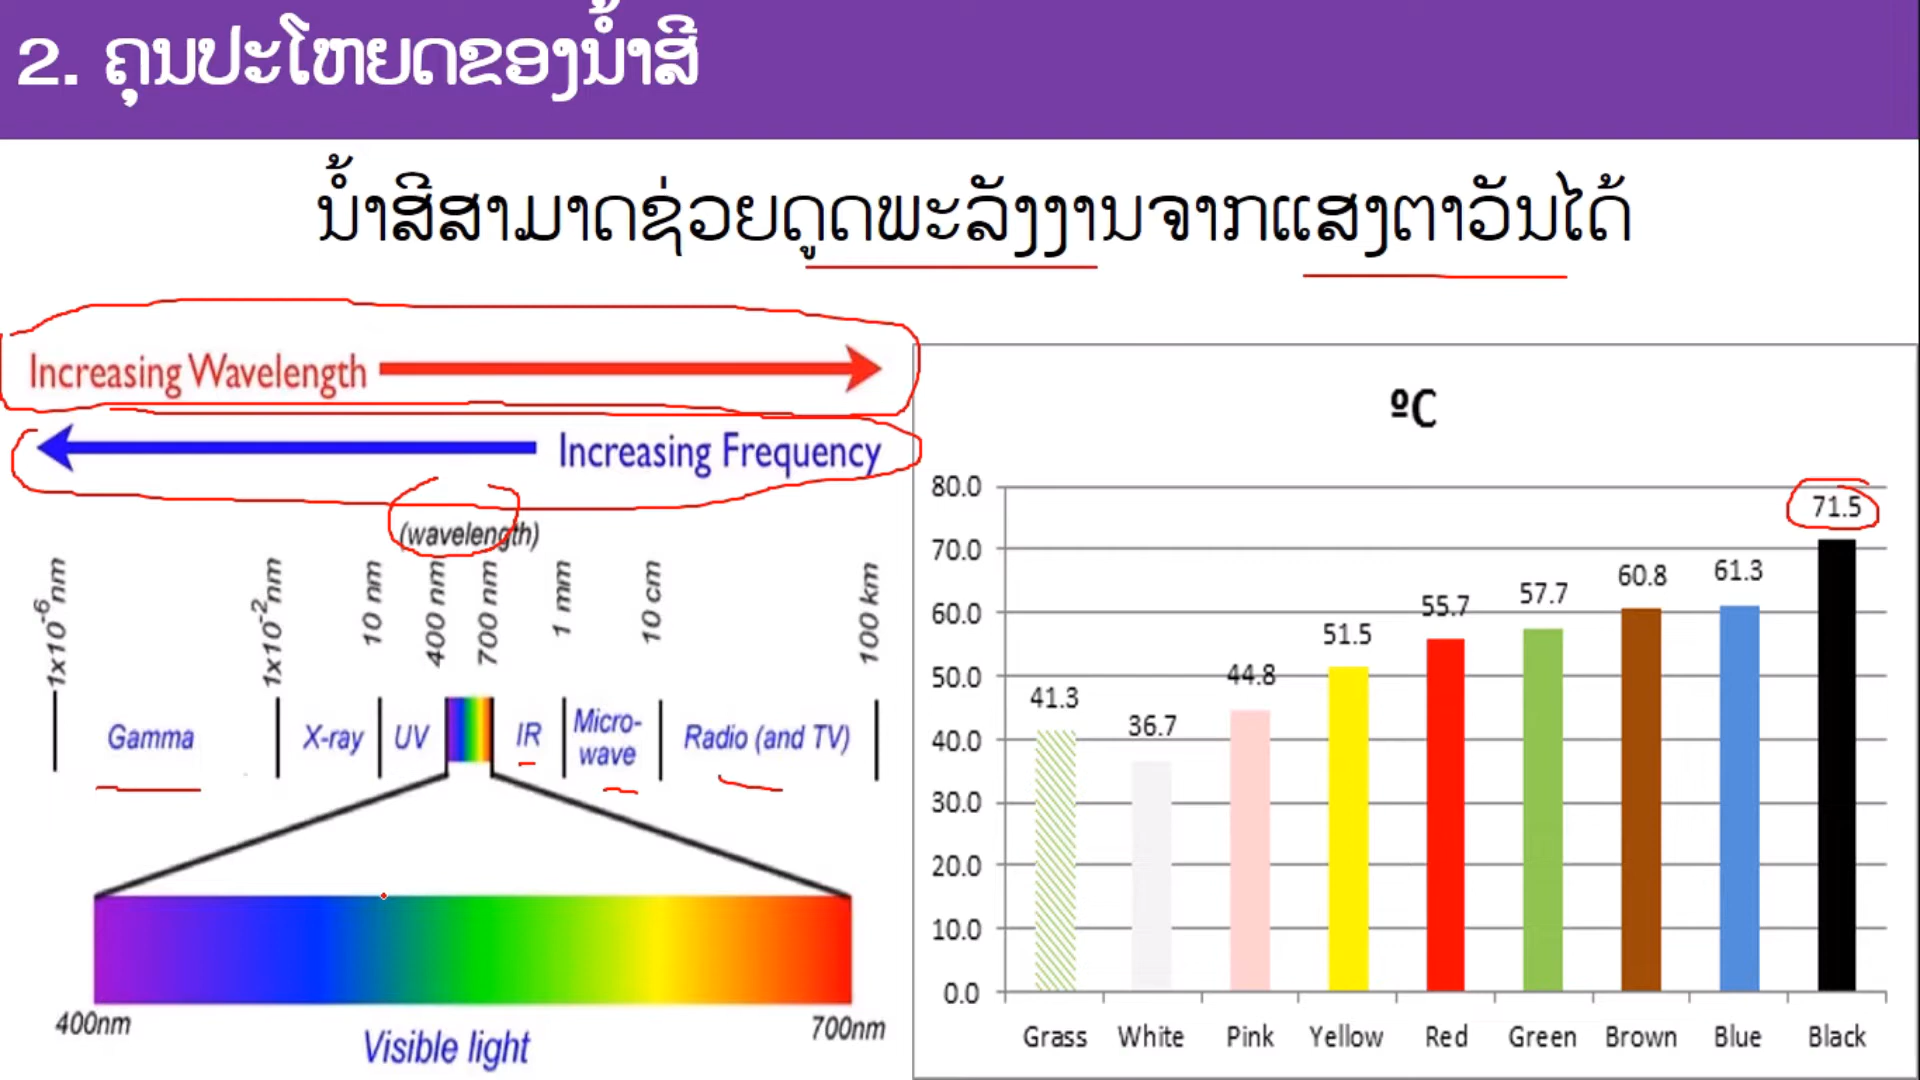 2. ຄຸນປະໂຫຍດຂອງນ້ຳສີ
ນ້ຳສີສາມາດຊ່ວຍດູດພະລັງງານຈາກແສງຕາວັນໄດ້
Increasing Wavelength
Increasing Frequency
(wavelength)
1x10⁻⁶nm
1x10⁻²nm
10 nm
400 nm
700 nm
1 mm
10 cm
100 km
Gamma
X-ray
UV
IR
Micro-
wave
Radio (and TV)
400nm
700nm
Visible light
ºC
80.0
70.0
60.0
50.0
40.0
30.0
20.0
10.0
0.0
41.3
36.7
44.8
51.5
55.7
57.7
60.8
61.3
71.5
Grass
White
Pink
Yellow
Red
Green
Brown
Blue
Black